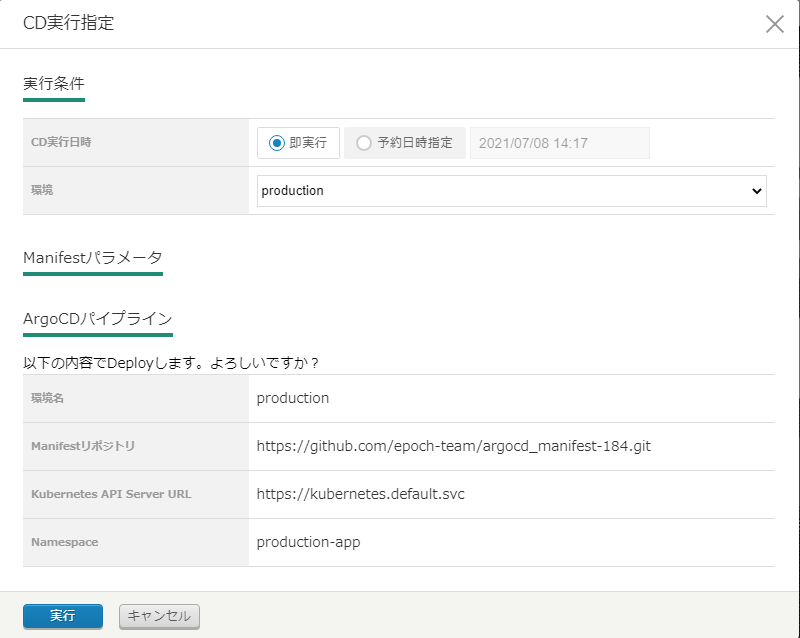 CD実行指定
実行条件
CD実行日時 即実行 予約日時指定 2021/07/08 14:17
環境 production
Manifestパラメータ
ArgoCDパイプライン
以下の内容でDeployします。よろしいですか？
環境名 production
Manifestリポジトリ https://github.com/epoch-team/argocd_manifest-184.git
Kubernetes API Server URL https://kubernetes.default.svc
Namespace production-app
実行 キャンセル